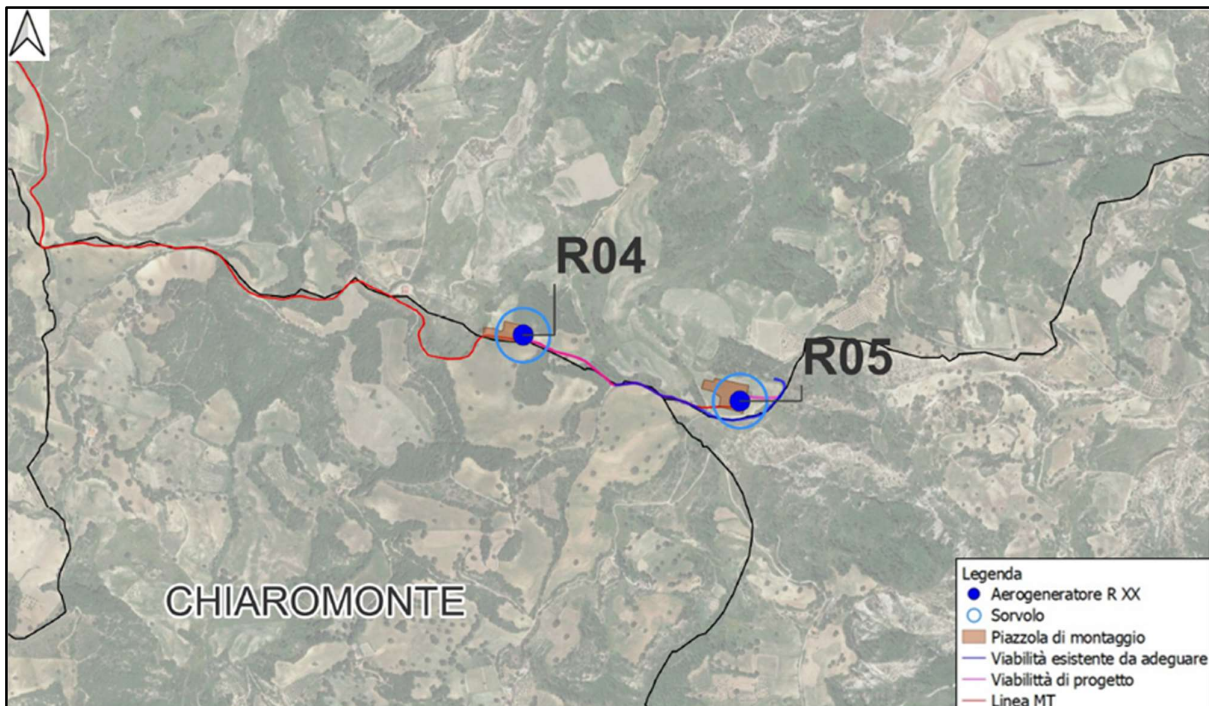 R04
R05
CHIAROMONTE
Legenda
Aerogeneratore R XX
Sorvolo
Piazzola di montaggio
Viabilità esistente da adeguare
Viabilittà di progetto
Linea MT